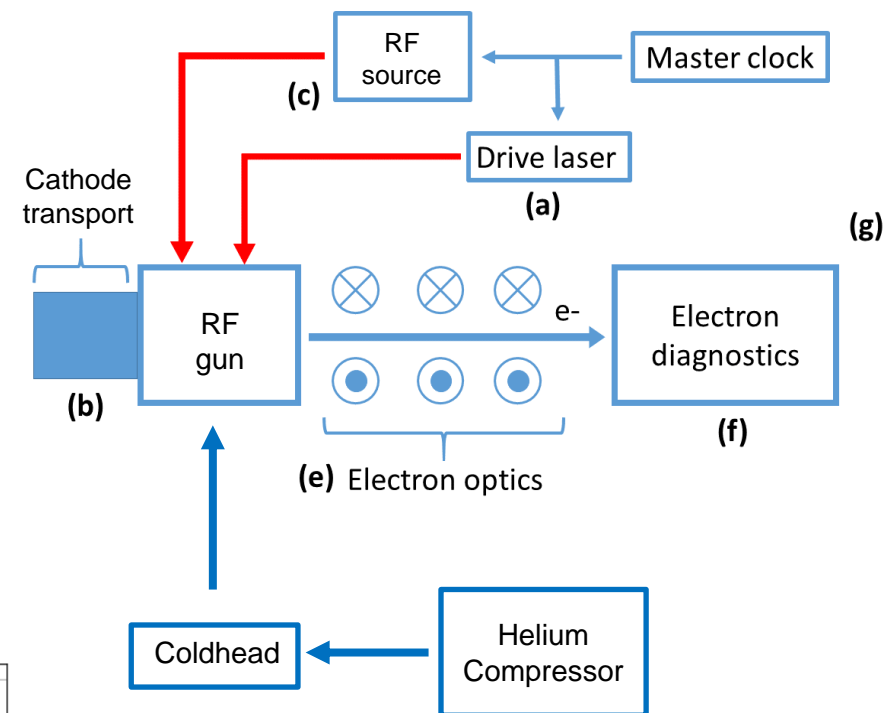 RF
source
Master clock
(c)
Drive laser
(a)
Cathode
transport
(g)
RF
gun
e-
Electron
diagnostics
(b)
(f)
(e) Electron optics
Coldhead
Helium
Compressor